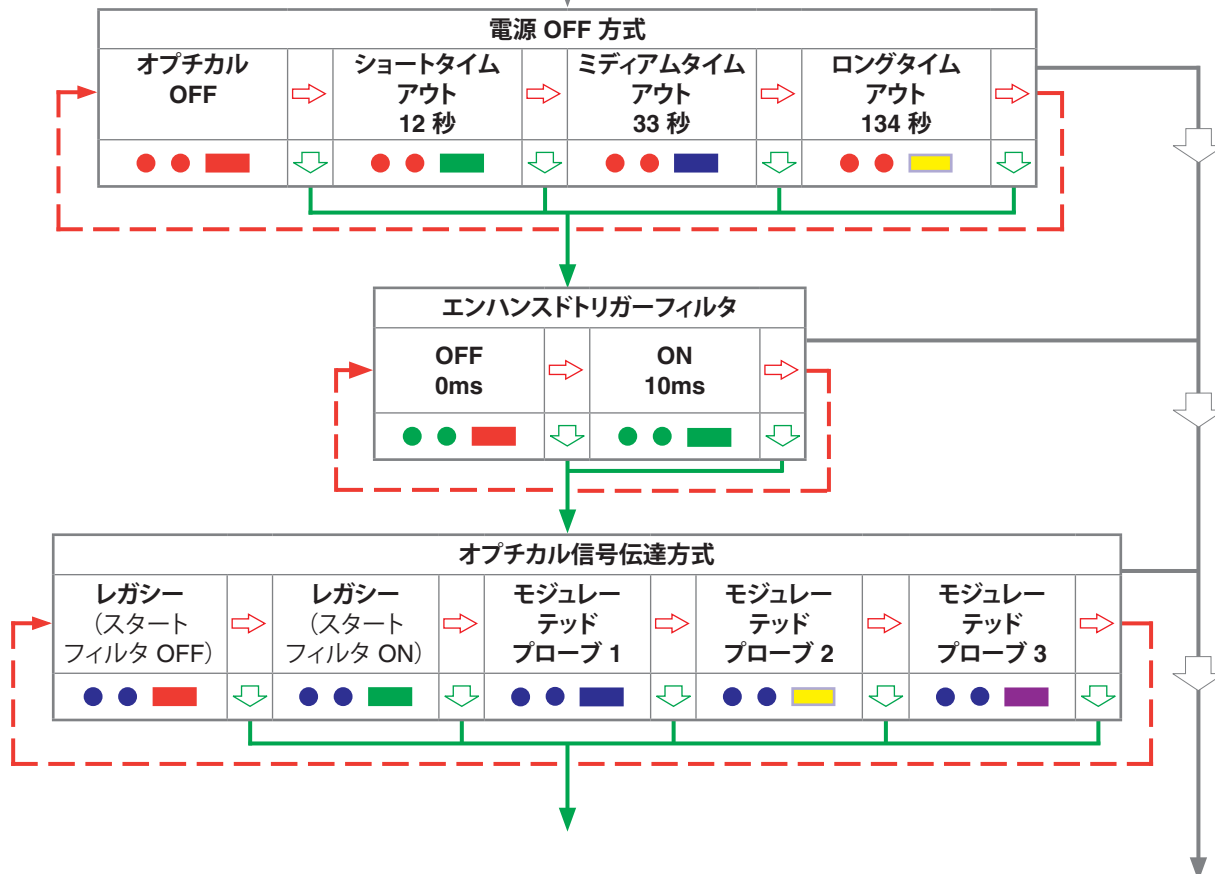 電源 OFF 方式
オプチカル
OFF
ショートタイム
アウト
12 秒
ミディアムタイム
アウト
33 秒
ロングタイム
アウト
134 秒
エンハンスドトリガーフィルタ
OFF
0ms
ON
10ms
オプチカル信号伝達方式
レガシー
（スタート
フィルタ OFF）
レガシー
（スタート
フィルタ ON）
モジュレー
テッド
プローブ 1
モジュレー
テッド
プローブ 2
モジュレー
テッド
プローブ 3